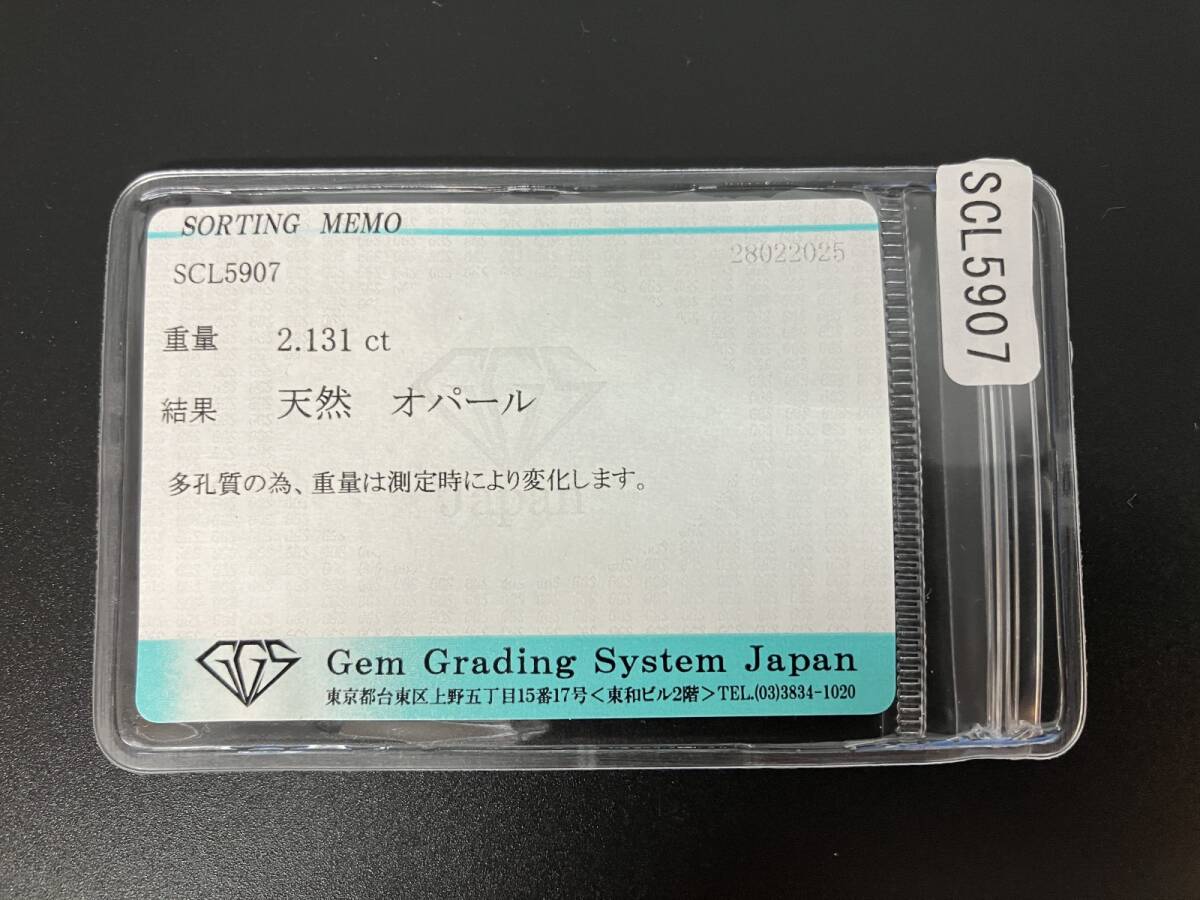 SORTING MEMO
28022025
SCL5907
SCL5907
重量 2.131 ct
結果 天然 オパール
多孔質の為、重量は測定時により変化します。
GGS
Japan
GGS Gem Grading System Japan
東京都台東区上野五丁目15番17号<東和ビル2階>TEL.(03)3834-1020